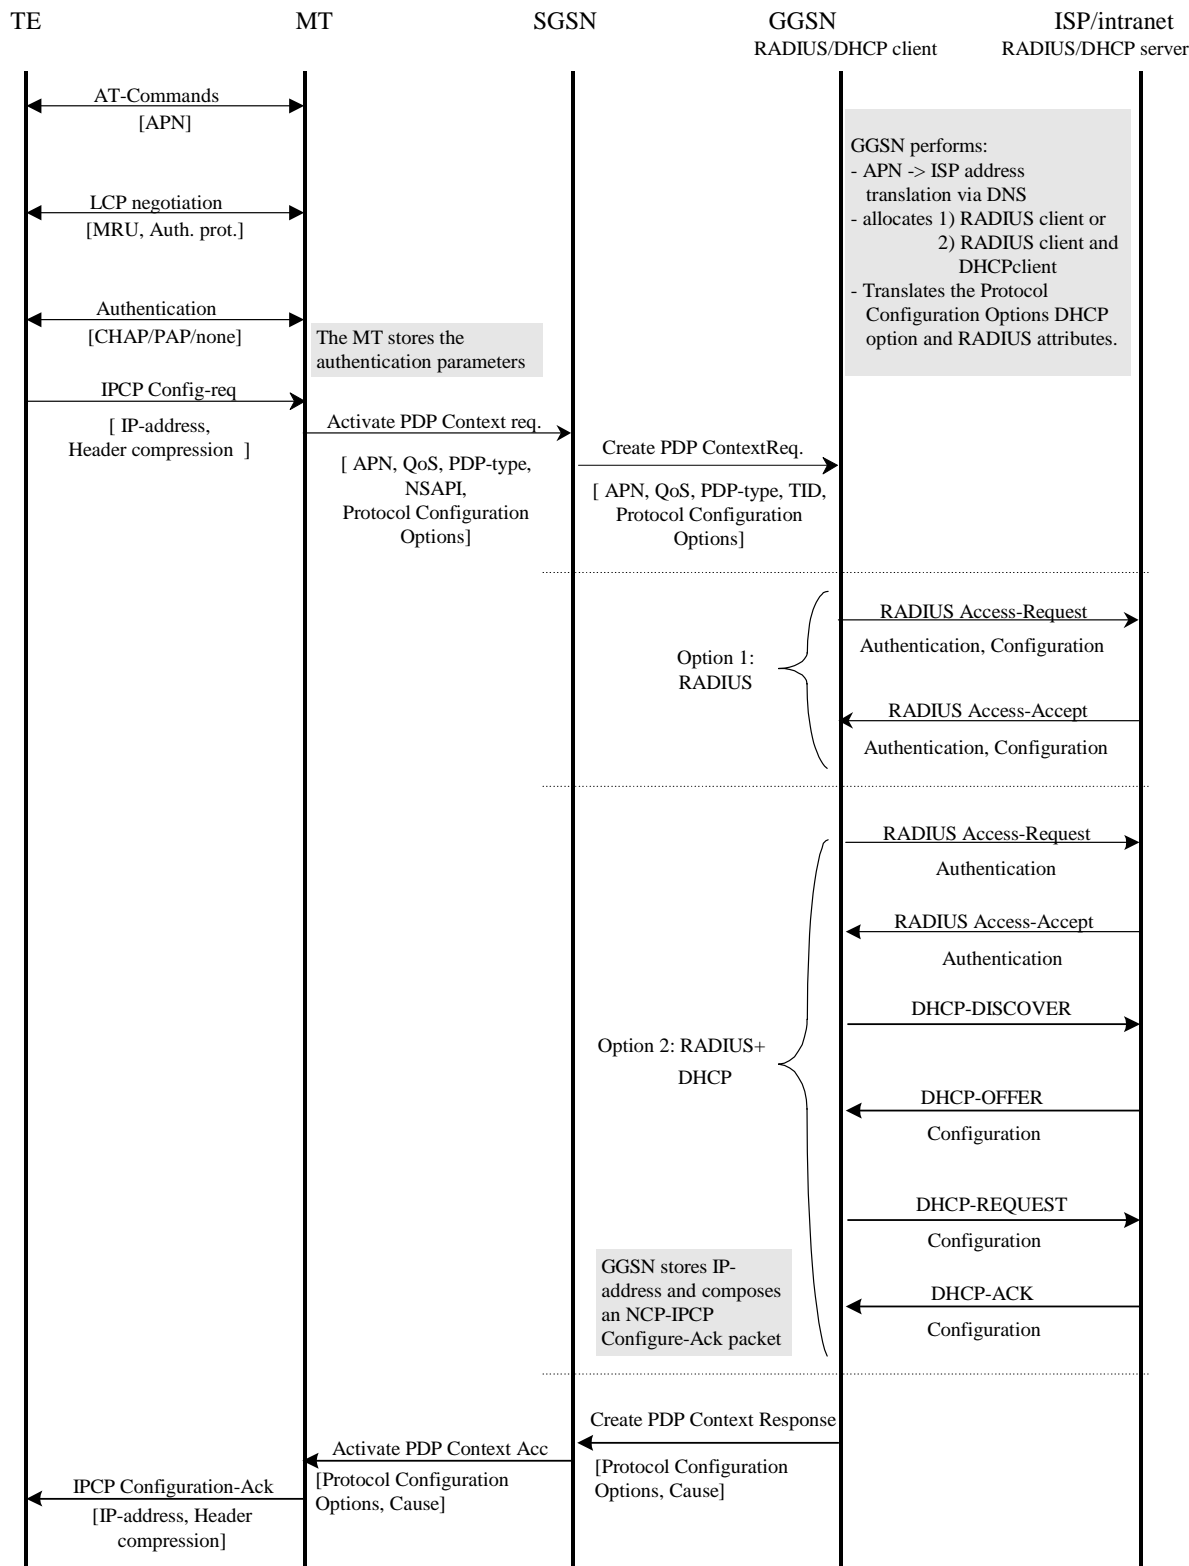 TE
MT
SGSN
GGSN
ISP/intranet
RADIUS/DHCP client
RADIUS/DHCP server
AT-Commands
[APN]
GGSN performs:
- APN -> ISP address
translation via DNS
- allocates 1) RADIUS client or
2) RADIUS client and
DHCPclient
- Translates the Protocol
Configuration Options DHCP
option and RADIUS attributes.
LCP negotiation
[MRU, Auth. prot.]
Authentication
[CHAP/PAP/none]
The MT stores the
authentication parameters
IPCP Config-req
[ IP-address,
Header compression ]
Activate PDP Context req.
[ APN, QoS, PDP-type,
NSAPI,
Protocol Configuration
Options]
Create PDP ContextReq.
[ APN, QoS, PDP-type, TID,
Protocol Configuration
Options]
Option 1:
RADIUS
RADIUS Access-Request
Authentication, Configuration
RADIUS Access-Accept
Authentication, Configuration
RADIUS Access-Request
Authentication
RADIUS Access-Accept
Authentication
DHCP-DISCOVER
Option 2: RADIUS+
DHCP
DHCP-OFFER
Configuration
DHCP-REQUEST
Configuration
GGSN stores IP-
address and composes
an NCP-IPCP
Configure-Ack packet
DHCP-ACK
Configuration
Create PDP Context Response
[Protocol Configuration
Options, Cause]
Activate PDP Context Acc
[Protocol Configuration
Options, Cause]
IPCP Configuration-Ack
[IP-address, Header
compression]